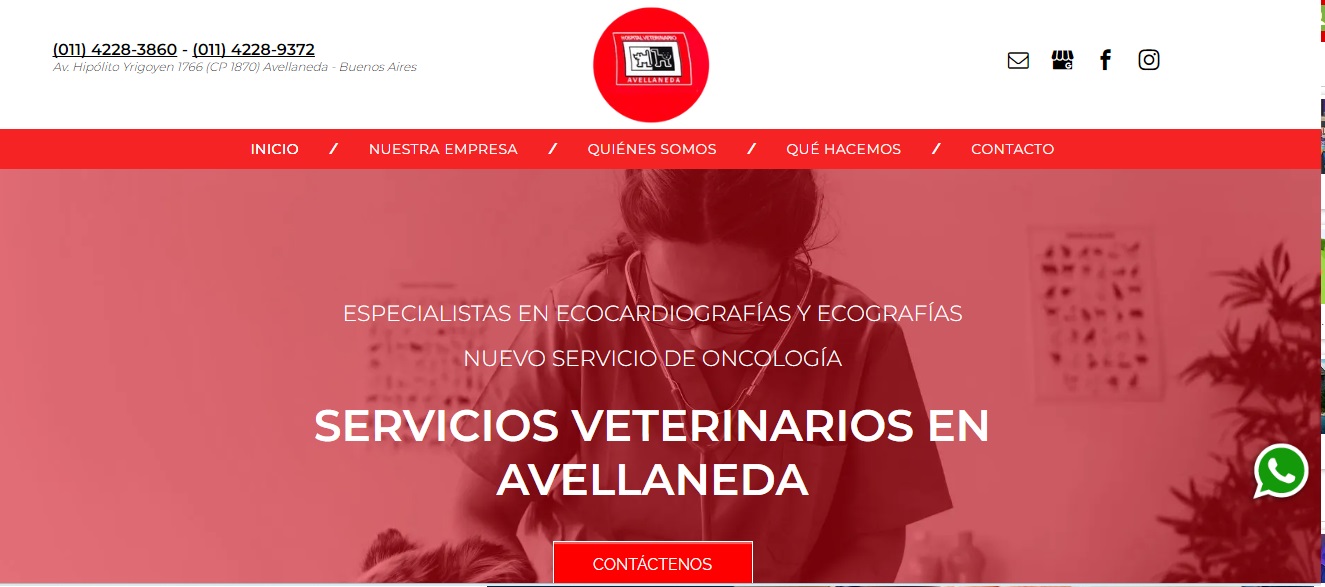 (011) 4228-3860 - (011) 4228-9372
Av. Hipólito Yrigoyen 1766 (CP 1870) Avellaneda - Buenos Aires
HOSPITAL VETERINARIO
AVELLANEDA
INICIO / NUESTRA EMPRESA / QUIÉNES SOMOS / QUÉ HACEMOS / CONTACTO
ESPECIALISTAS EN ECOCARDIOGRAFÍAS Y ECOGRAFÍAS
NUEVO SERVICIO DE ONCOLOGÍA
SERVICIOS VETERINARIOS EN
AVELLANEDA
CONTÁCTENOS